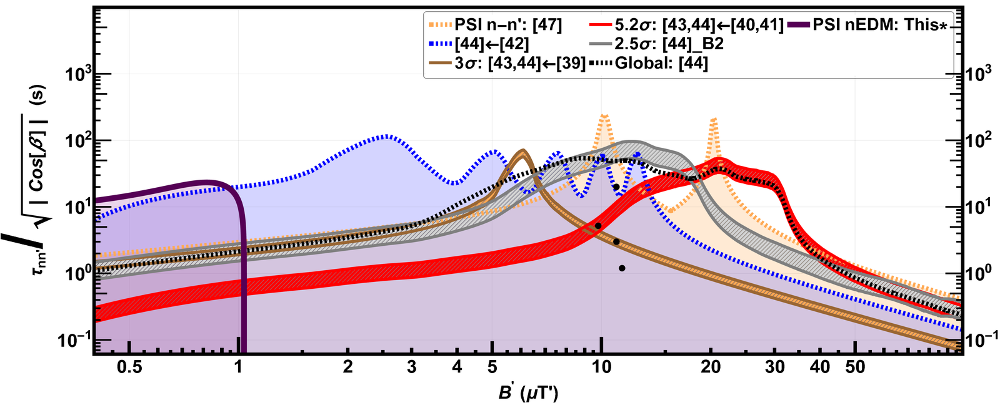 PSI n−n': [47]
[44]←[42]
3σ: [43,44]←[39]
5.2σ: [43,44]←[40,41]
2.5σ: [44]_B2
Global: [44]
PSI nEDM: This*
τnn' / √|Cos[β]| (s)
10³
10²
10¹
10⁰
10⁻¹
10³
10²
10¹
10⁰
10⁻¹
0.5 1 2 3 4 5 10 20 30 40 50
B' (μT')